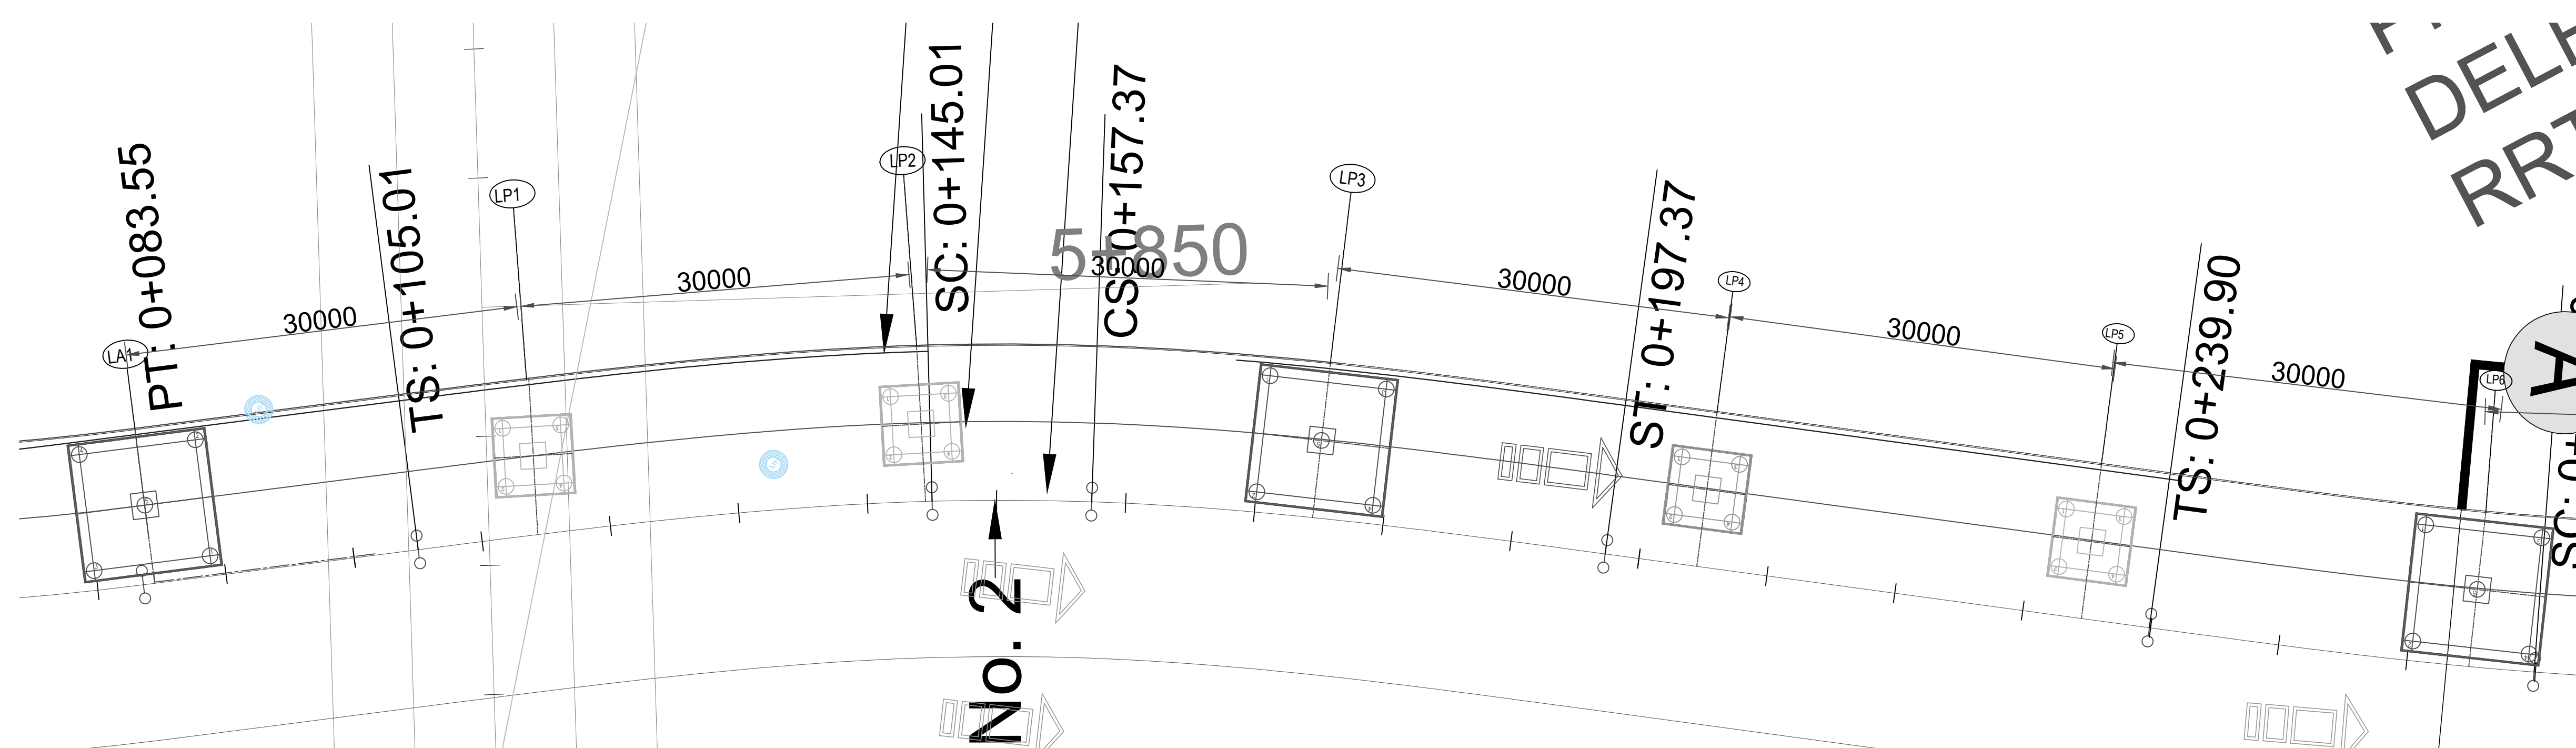 LA1
PT: 0+083.55
30000
TS: 0+105.01
LP1
30000
LP2
SC: 0+145.01
5+850
30000
CS: 0+157.37
LP3
30000
ST: 0+197.37
LP4
30000
LP5
TS: 0+239.90
30000
LP6
A
DELH
RRT
No. 2